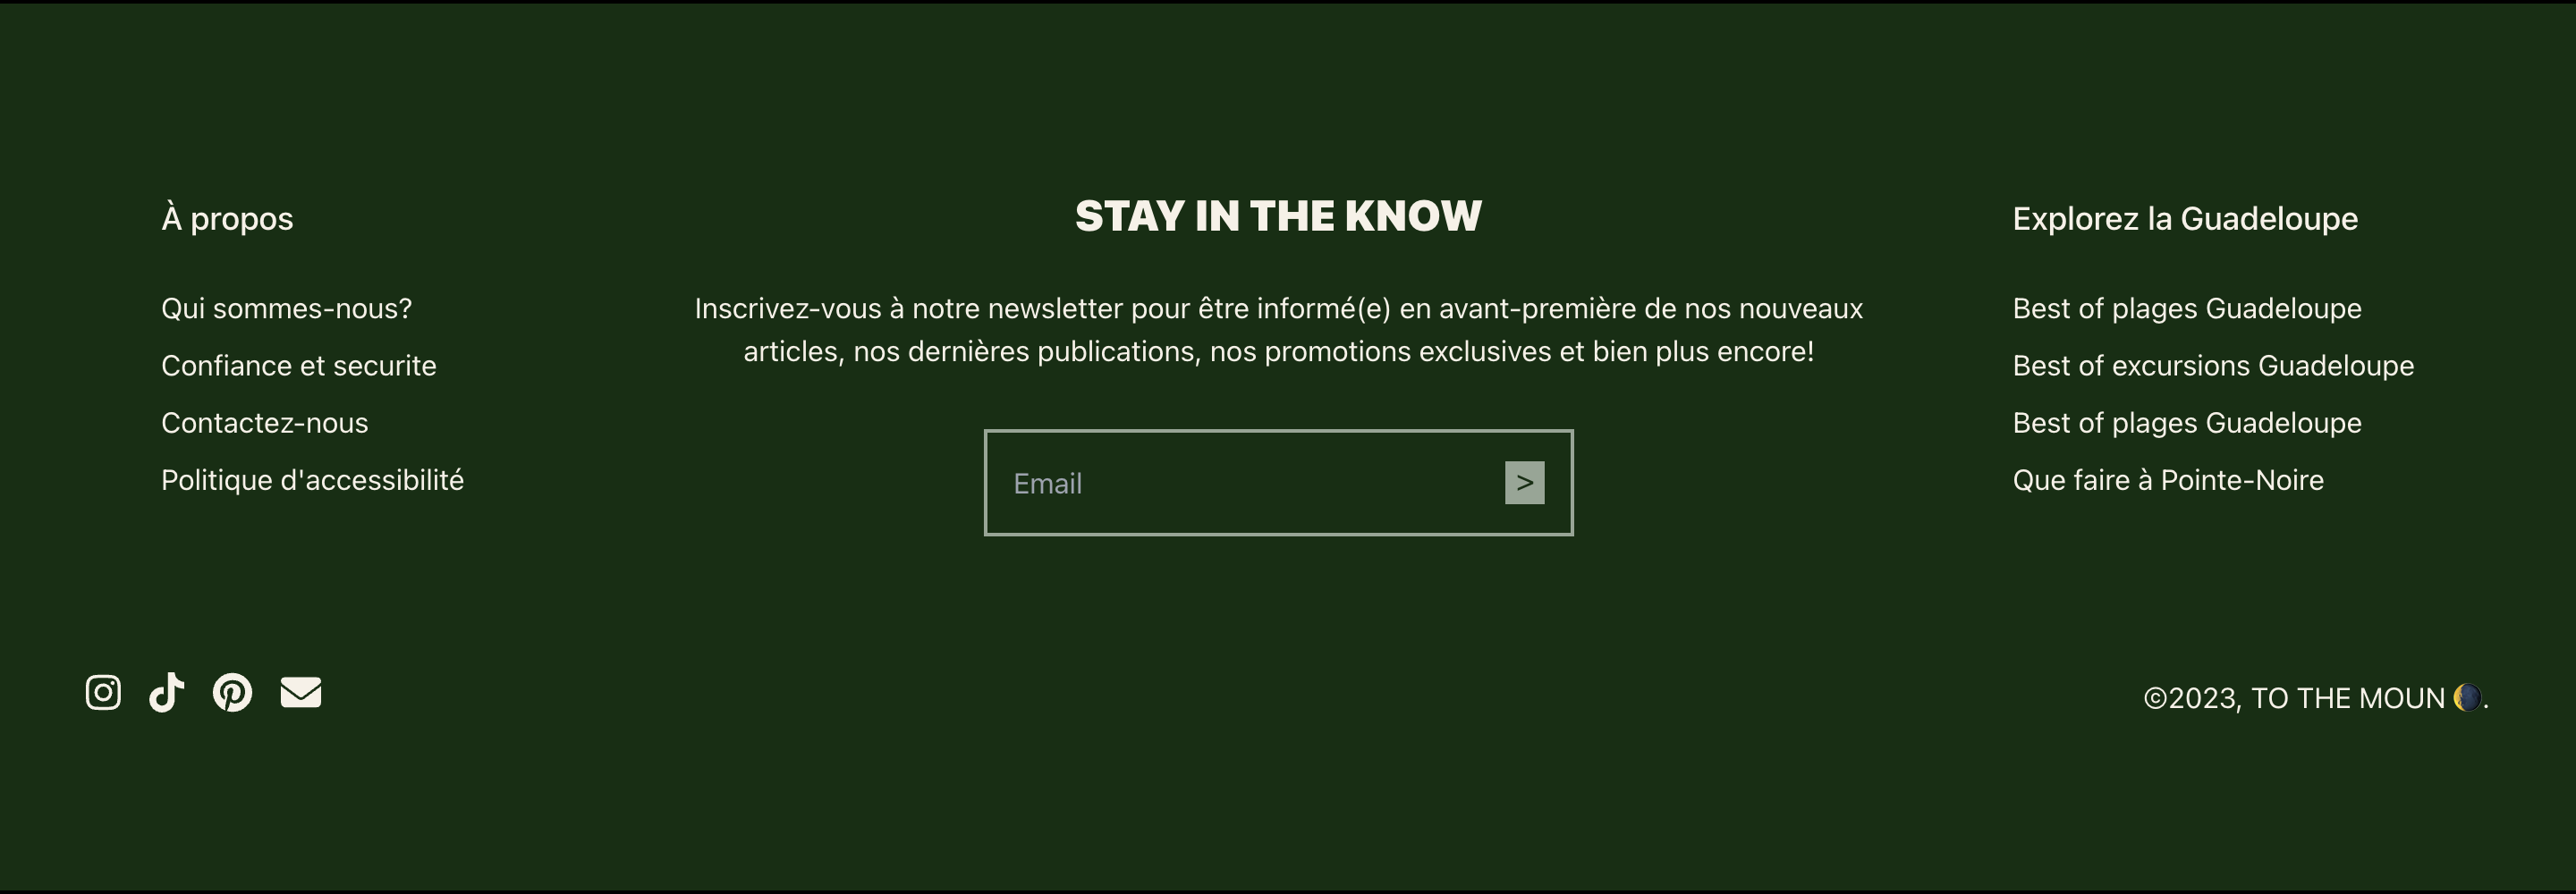 À propos
Qui sommes-nous?
Confiance et securite
Contactez-nous
Politique d'accessibilité
STAY IN THE KNOW
Inscrivez-vous à notre newsletter pour être informé(e) en avant-première de nos nouveaux
articles, nos dernières publications, nos promotions exclusives et bien plus encore!
Email
>
Explorez la Guadeloupe
Best of plages Guadeloupe
Best of excursions Guadeloupe
Best of plages Guadeloupe
Que faire à Pointe-Noire
©2023, TO THE MOUN 🌘.